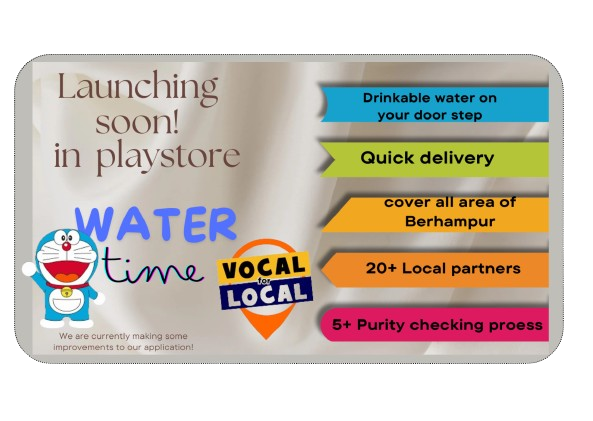 Launching
soon!
in playstore
WATER
time
VOCAL
for
LOCAL
We are currently making some
improvements to our application!
Drinkable water on
your door step
Quick delivery
cover all area of
Berhampur
20+ Local partners
5+ Purity checking proess